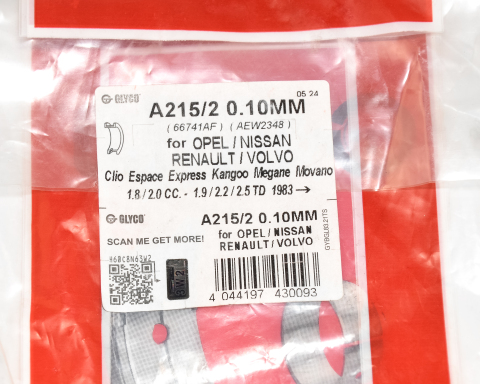 GLYCO
05 24
A215/2 0.10MM
( 66741AF ) ( AEW2348 )
for OPEL / NISSAN
RENAULT / VOLVO
Clio Espace Express Kangoo Megane Movano
1.8 / 2.0 CC. - 1.9 / 2.2 / 2.5 TD 1983 →
GLYCO
A215/2 0.10MM
SCAN ME GET MORE!
for OPEL / NISSAN
RENAULT / VOLVO
H6BC8N63W2
4 044197 430093